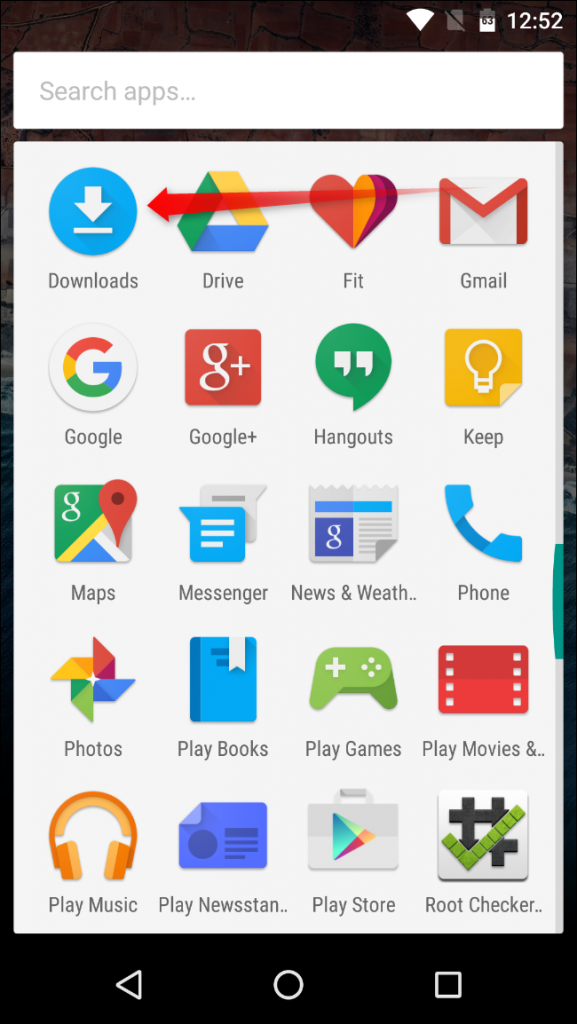 63 12:52
Search apps...
Downloads Drive Fit Gmail
G g+
Google Google+ Hangouts Keep
g g
Maps Messenger News & Weath.. Phone
Photos Play Books Play Games Play Movies &..
Play Music Play Newsstan.. Play Store Root Checker..